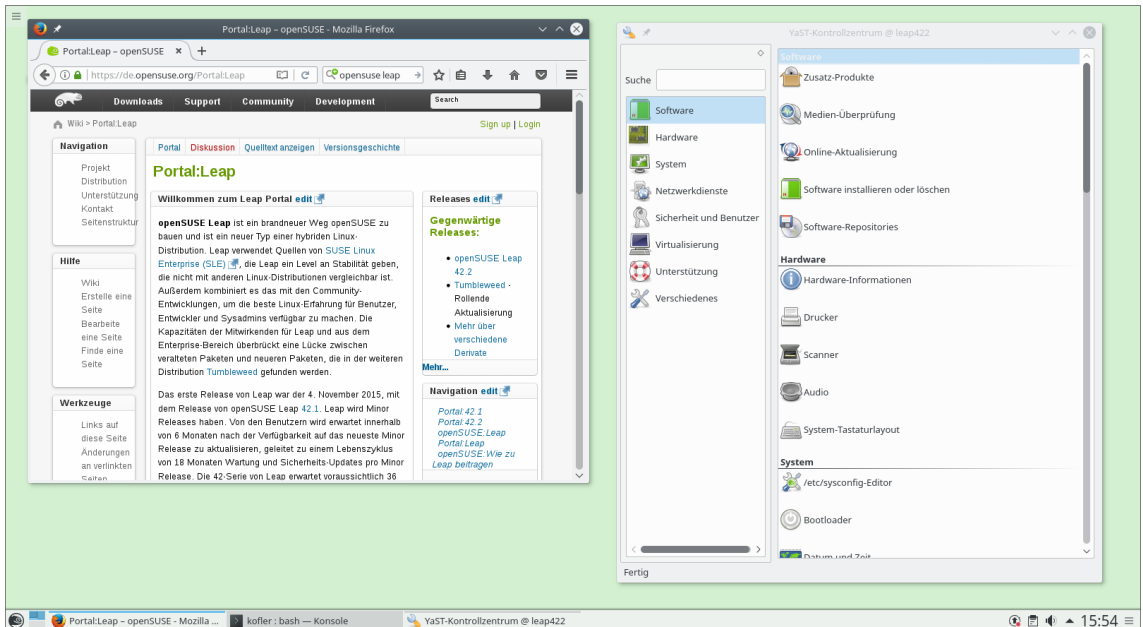 Portal:Leap – openSUSE - Mozilla Firefox
Portal:Leap – openSUSE
https://de.opensuse.org/Portal:Leap
opensuse leap
Downloads Support Community Development
Search
Wiki > Portal:Leap
Sign up | Login
Navigation
Projekt
Distribution
Unterstützung
Kontakt
Seitenstruktur
Hilfe
Wiki
Erstelle eine
Seite
Bearbeite
eine Seite
Finde eine
Seite
Werkzeuge
Links auf
diese Seite
Änderungen
an verlinkten
Seiten
Portal Diskussion Quelltext anzeigen Versionsgeschichte
Portal:Leap
Willkommen zum Leap Portal edit
openSUSE Leap ist ein brandneuer Weg openSUSE zu
bauen und ist ein neuer Typ einer hybriden Linux-
Distribution. Leap verwendet Quellen von SUSE Linux
Enterprise (SLE), die Leap ein Level an Stabilität geben,
die nicht mit anderen Linux-Distributionen vergleichbar ist.
Außerdem kombiniert es das mit den Community-
Entwicklungen, um die beste Linux-Erfahrung für Benutzer,
Entwickler und Sysadmins verfügbar zu machen. Die
Kapazitäten der Mitwirkenden für Leap und aus dem
Enterprise-Bereich überbrückt eine Lücke zwischen
veralteten Paketen und neueren Paketen, die in der weiteren
Distribution Tumbleweed gefunden werden.
Das erste Release von Leap war der 4. November 2015, mit
dem Release von openSUSE Leap 42.1. Leap wird Minor
Releases haben. Von den Benutzern wird erwartet innerhalb
von 6 Monaten nach der Verfügbarkeit auf das neueste Minor
Release zu aktualisieren, geleitet zu einem Lebenszyklus
von 18 Monaten Wartung und Sicherheits-Updates pro Minor
Release. Die 42-Serie von Leap erwartet voraussichtlich 36
Releases edit
Gegenwärtige
Releases:
openSUSE Leap
42.2
Tumbleweed -
Rollende
Aktualisierung
Mehr über
verschiedene
Derivate
Mehr...
Navigation edit
Portal:42.1
Portal:42.2
openSUSE:Leap
Portal:Leap
openSUSE:Wie zu
Leap beitragen
YaST-Kontrollzentrum @ leap422
Suche
Software
Hardware
System
Netzwerkdienste
Sicherheit und Benutzer
Virtualisierung
Unterstützung
Verschiedenes
Software
Zusatz-Produkte
Medien-Überprüfung
Online-Aktualisierung
Software installieren oder löschen
Software-Repositories
Hardware
Hardware-Informationen
Drucker
Scanner
Audio
System-Tastaturlayout
System
/etc/sysconfig-Editor
Bootloader
Datum und Zeit
Fertig
Portal:Leap – openSUSE - Mozilla ...
kofler : bash — Konsole
YaST-Kontrollzentrum @ leap422
15:54